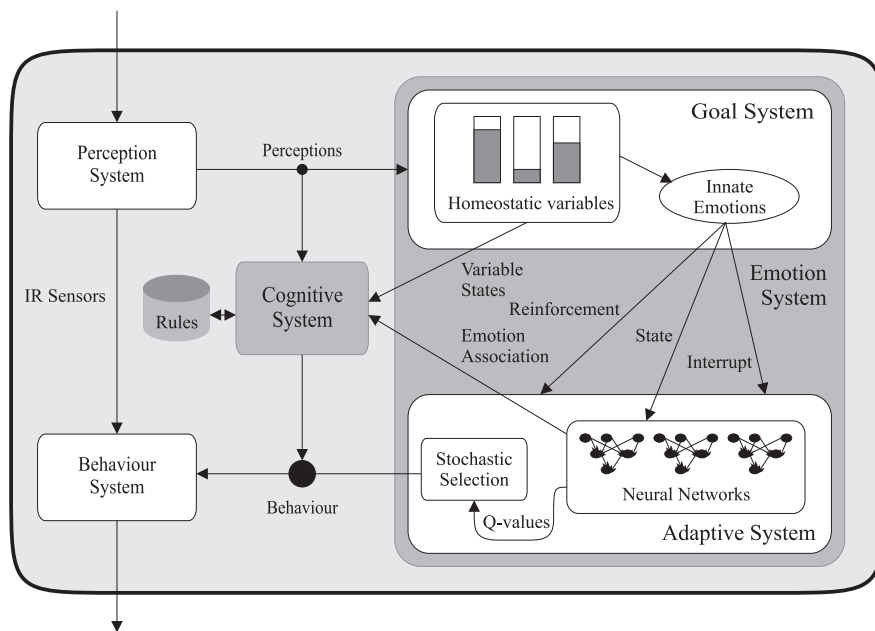 Goal System
Perception
System
Perceptions
Homeostatic variables
Innate
Emotions
IR Sensors
Rules
Cognitive
System
Variable
States
Reinforcement
Emotion
Association
State
Interrupt
Emotion
System
Behaviour
System
Behaviour
Stochastic
Selection
Q-values
Neural Networks
Adaptive System